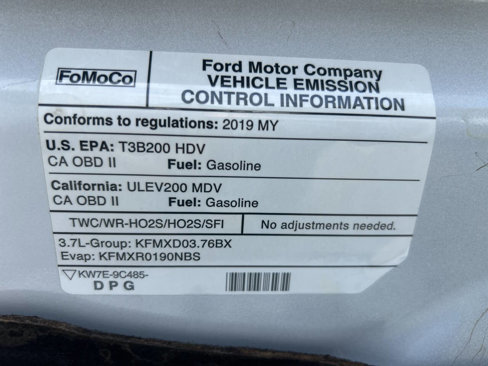 FoMoCo
Ford Motor Company
VEHICLE EMISSION
CONTROL INFORMATION
Conforms to regulations: 2019 MY
U.S. EPA: T3B200 HDV
CA OBD II Fuel: Gasoline
California: ULEV200 MDV
CA OBD II Fuel: Gasoline
TWC/WR-HO2S/HO2S/SFI No adjustments needed.
3.7L-Group: KFMXD03.76BX
Evap: KFMXR0190NBS
KW7E-9C485-
DPG